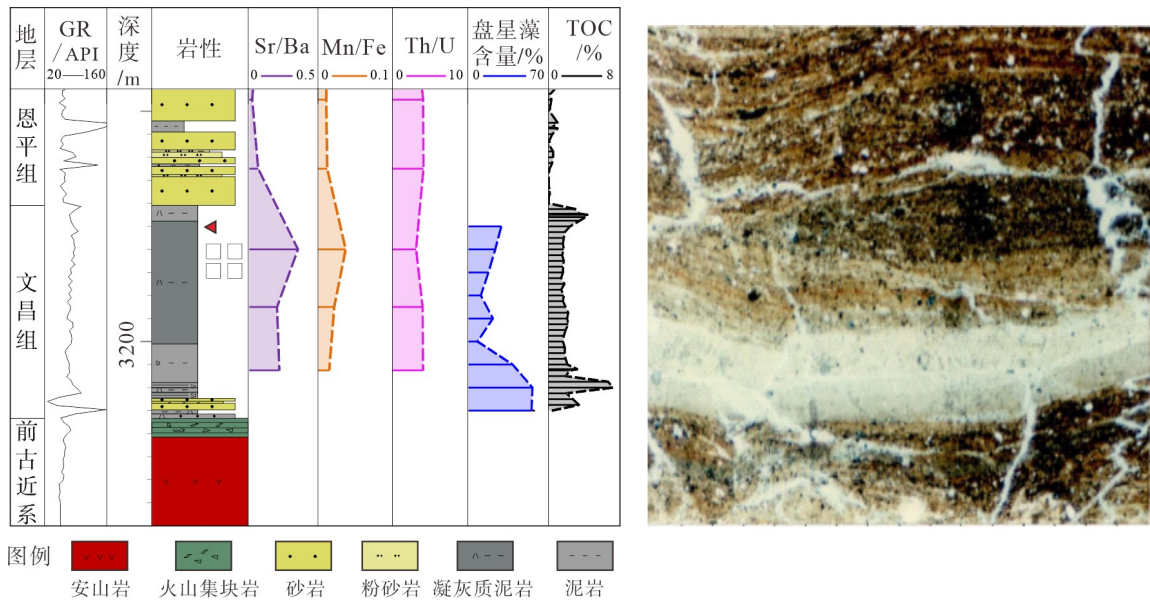 地层
GR
/ API
20 160
深度
/m
岩性
Sr/Ba
0 0.5
Mn/Fe
0 0.1
Th/U
0 10
盘星藻
含量/%
0 70
TOC
/%
0 8
恩平组
文昌组
前古近系
3200
图例
安山岩
火山集块岩
砂岩
粉砂岩
凝灰质泥岩
泥岩